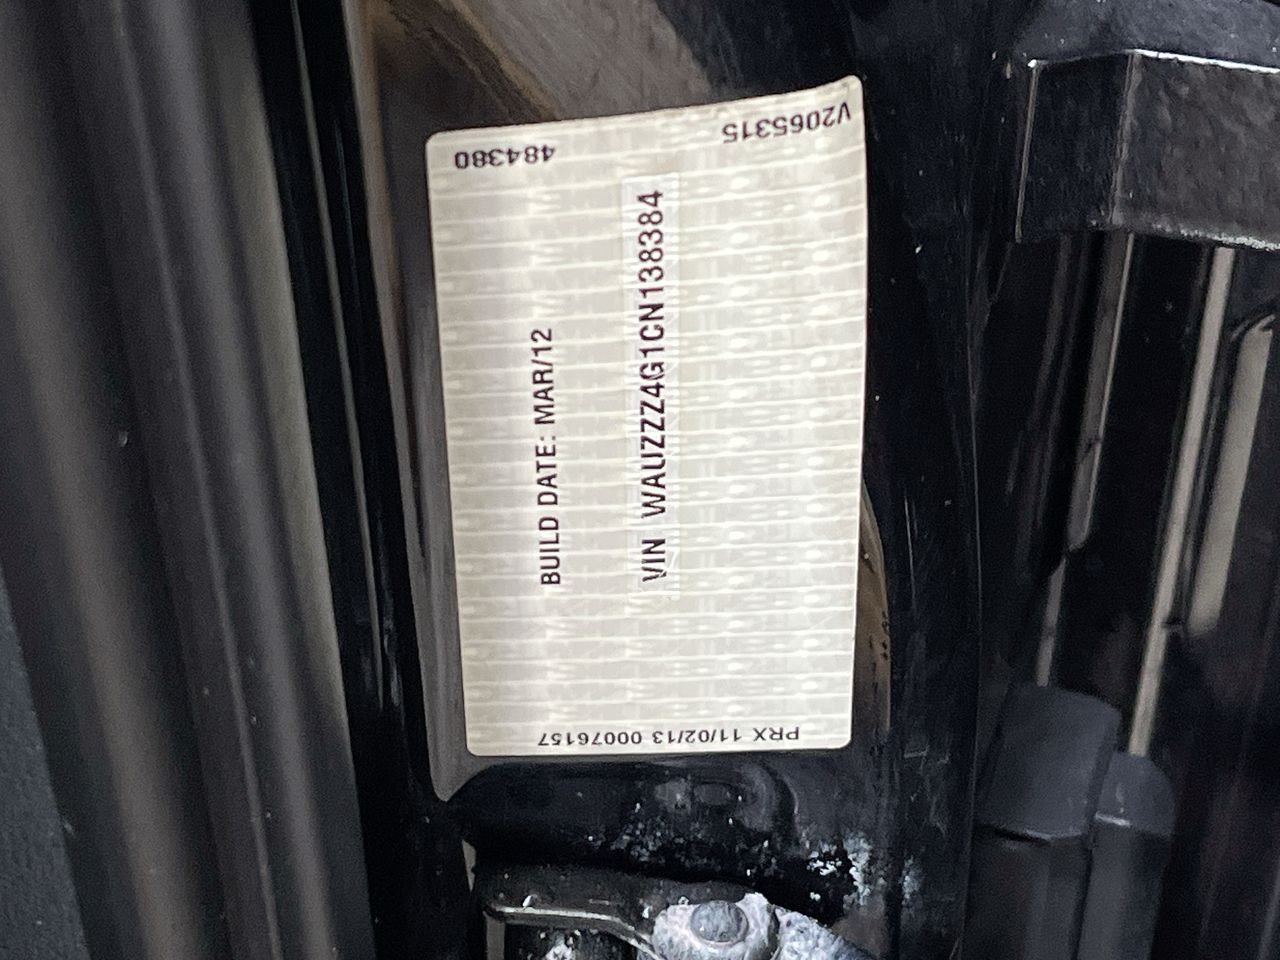 V2065315
484380
BUILD DATE: MAR/12
VIN WAUZZZ4G1CN138384
PRX 11/02/13 00076157